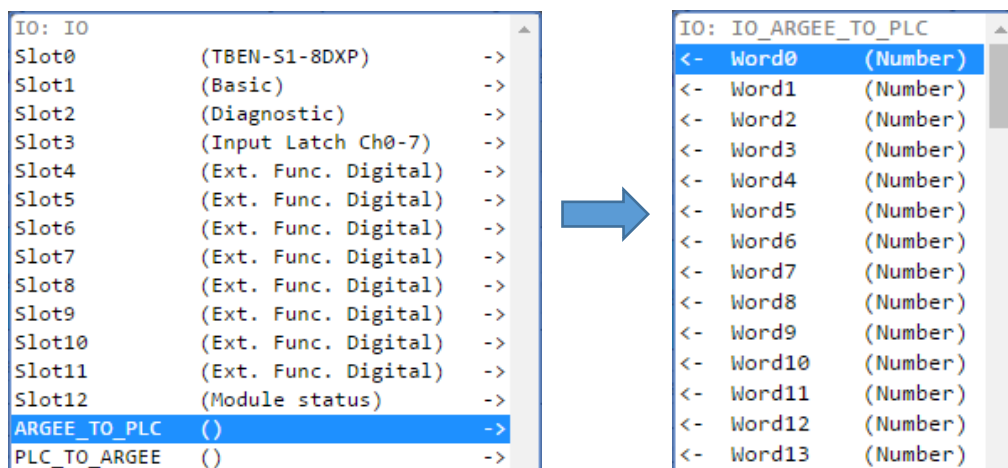 IO: IO
Slot0 (TBEN-S1-8DXP) ->
Slot1 (Basic) ->
Slot2 (Diagnostic) ->
Slot3 (Input Latch Ch0-7) ->
Slot4 (Ext. Func. Digital) ->
Slot5 (Ext. Func. Digital) ->
Slot6 (Ext. Func. Digital) ->
Slot7 (Ext. Func. Digital) ->
Slot8 (Ext. Func. Digital) ->
Slot9 (Ext. Func. Digital) ->
Slot10 (Ext. Func. Digital) ->
Slot11 (Ext. Func. Digital) ->
Slot12 (Module status) ->
ARGEE_TO_PLC () ->
PLC_TO_ARGEE () ->
IO: IO_ARGEE_TO_PLC
<- Word0 (Number)
<- Word1 (Number)
<- Word2 (Number)
<- Word3 (Number)
<- Word4 (Number)
<- Word5 (Number)
<- Word6 (Number)
<- Word7 (Number)
<- Word8 (Number)
<- Word9 (Number)
<- Word10 (Number)
<- Word11 (Number)
<- Word12 (Number)
<- Word13 (Number)